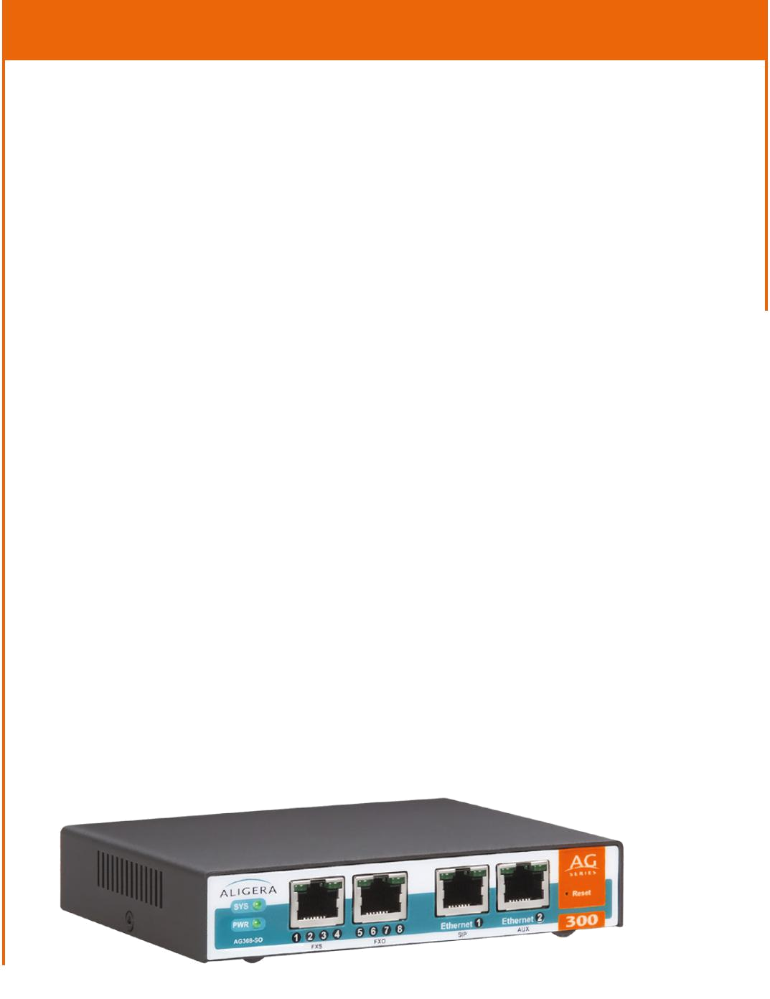 ALIGERA
SYS
PWR
AG308-SO
1 2 3 4
FXS
5 6 7 8
FXO
Ethernet 1
SIP
Ethernet 2
AUX
AG
SERIES
Reset
300